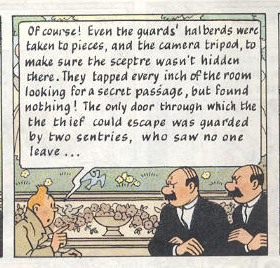 Of course! Even the guards' halberds were
taken to pieces, and the camera tripod, to
make sure the sceptre wasn't hidden
there. They tapped every inch of the room
looking for a secret passage, but found
nothing! The only door through which the
the thief could escape was guarded
by two sentries, who saw no one
leave ...